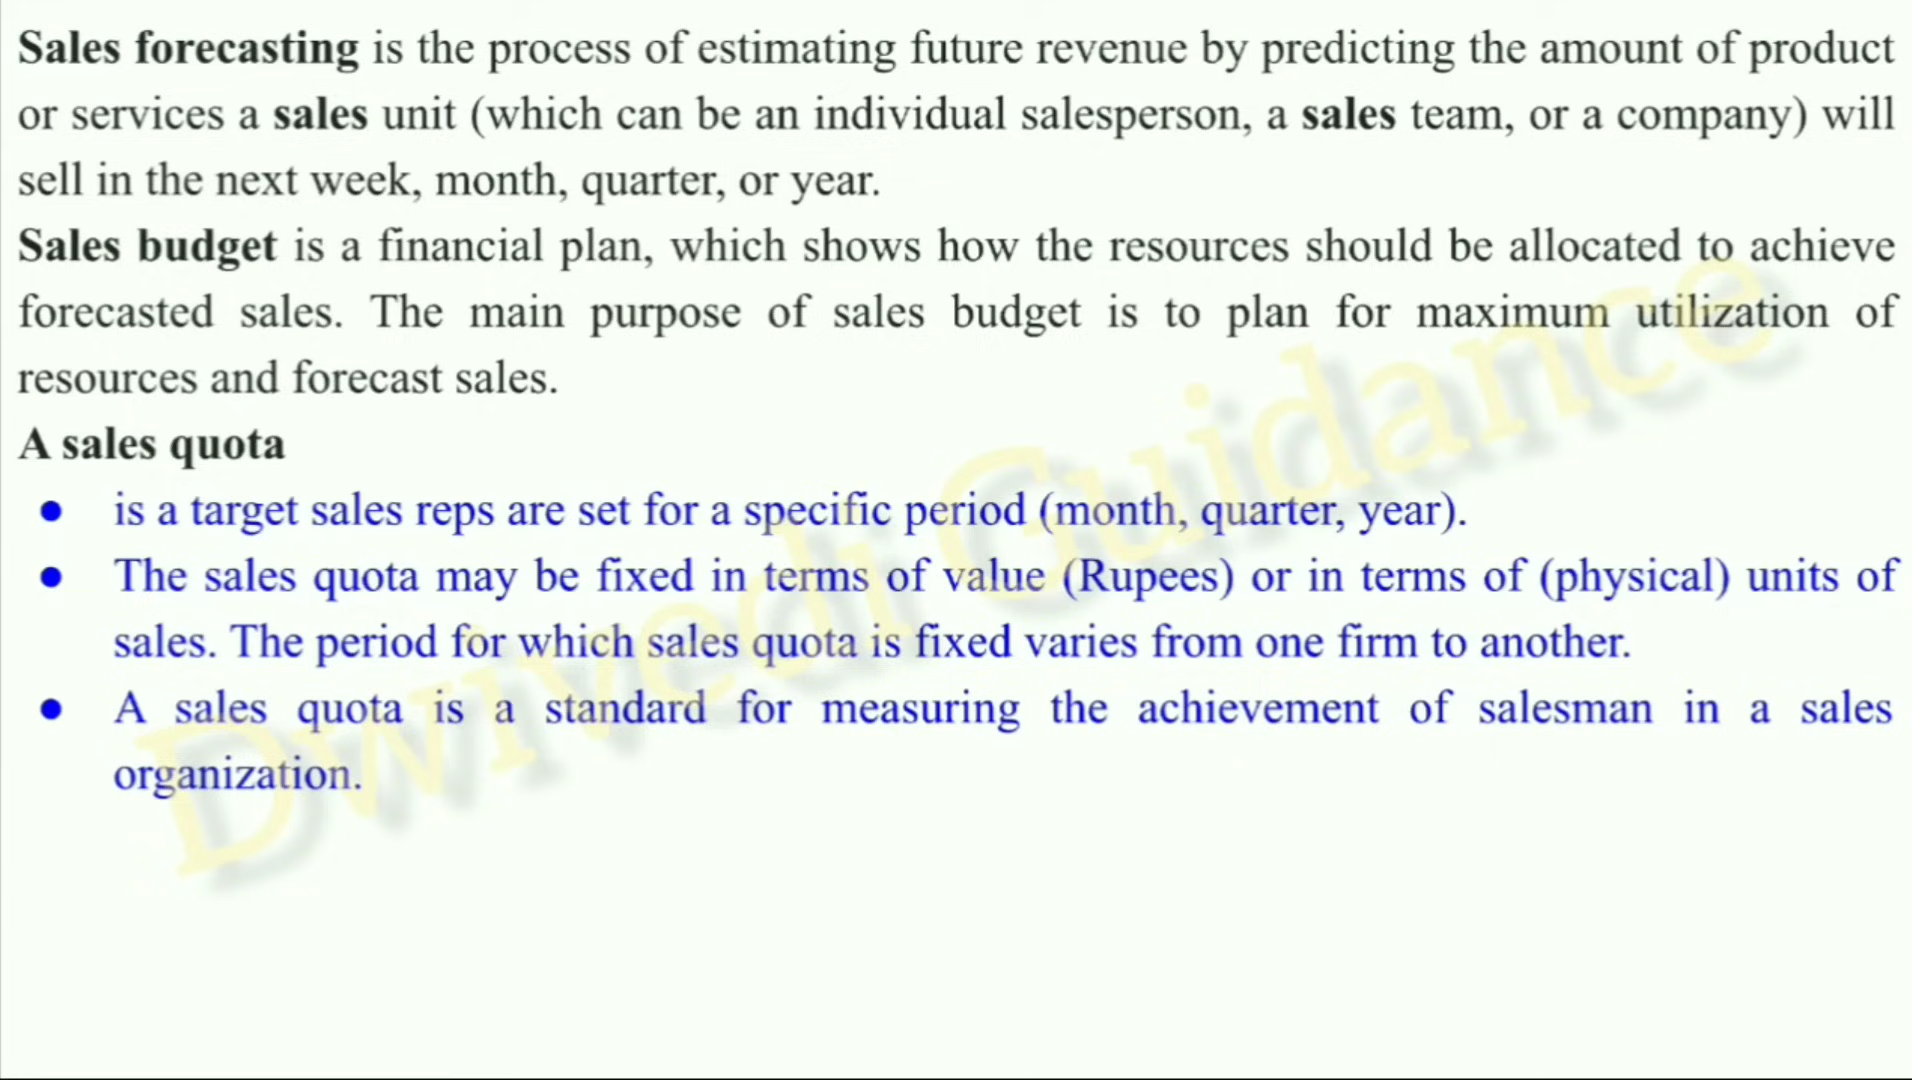 Sales forecasting is the process of estimating future revenue by predicting the amount of product
or services a sales unit (which can be an individual salesperson, a sales team, or a company) will
sell in the next week, month, quarter, or year.
Sales budget is a financial plan, which shows how the resources should be allocated to achieve
forecasted sales. The main purpose of sales budget is to plan for maximum utilization of
resources and forecast sales.
A sales quota
● is a target sales reps are set for a specific period (month, quarter, year).
● The sales quota may be fixed in terms of value (Rupees) or in terms of (physical) units of
sales. The period for which sales quota is fixed varies from one firm to another.
● A sales quota is a standard for measuring the achievement of salesman in a sales
organization.
Dwivedi Guidance